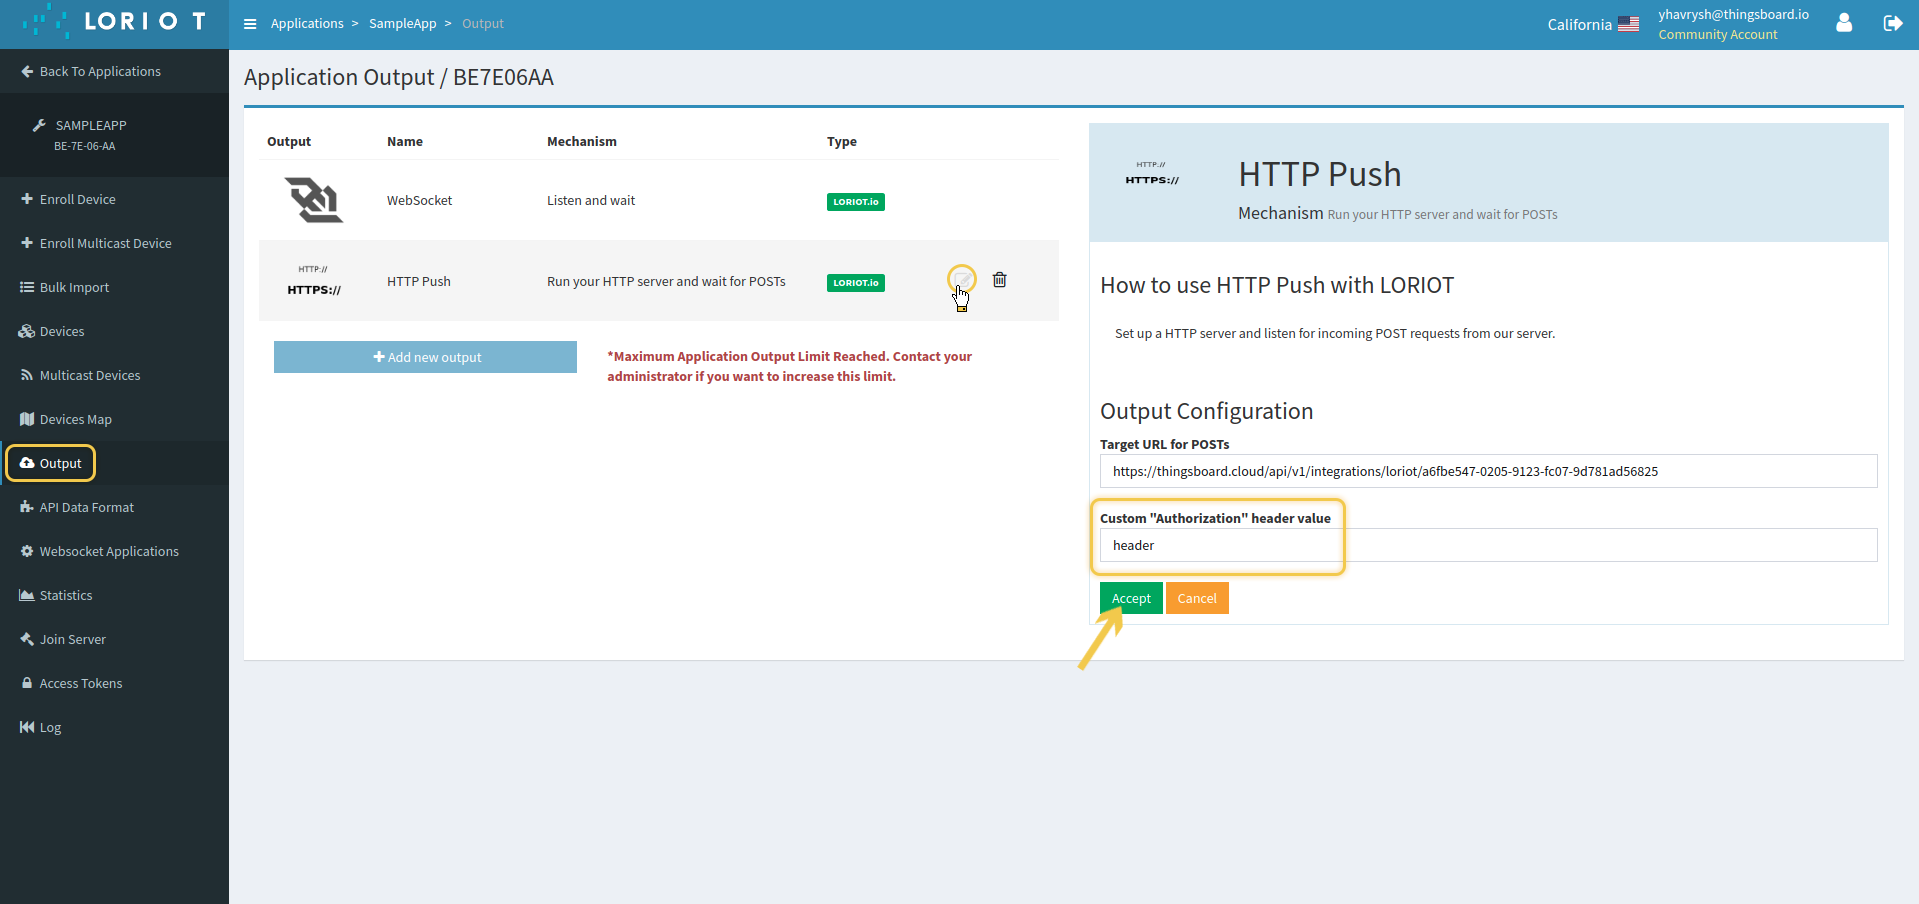 LORIOT
Applications > SampleApp > Output
California
yhavrysh@thingsboard.io
Community Account
Back To Applications
SAMPLEAPP
BE-7E-06-AA
Enroll Device
Enroll Multicast Device
Bulk Import
Devices
Multicast Devices
Devices Map
Output
API Data Format
Websocket Applications
Statistics
Join Server
Access Tokens
Log
Application Output / BE7E06AA
Output Name Mechanism Type
WebSocket Listen and wait LORIOT.io
HTTP://
HTTPS://
HTTP Push Run your HTTP server and wait for POSTs LORIOT.io
Add new output
*Maximum Application Output Limit Reached. Contact your
administrator if you want to increase this limit.
HTTP://
HTTPS://
HTTP Push
Mechanism Run your HTTP server and wait for POSTs
How to use HTTP Push with LORIOT
Set up a HTTP server and listen for incoming POST requests from our server.
Output Configuration
Target URL for POSTs
https://thingsboard.cloud/api/v1/integrations/loriot/a6fbe547-0205-9123-fc07-9d781ad56825
Custom "Authorization" header value
header
Accept Cancel